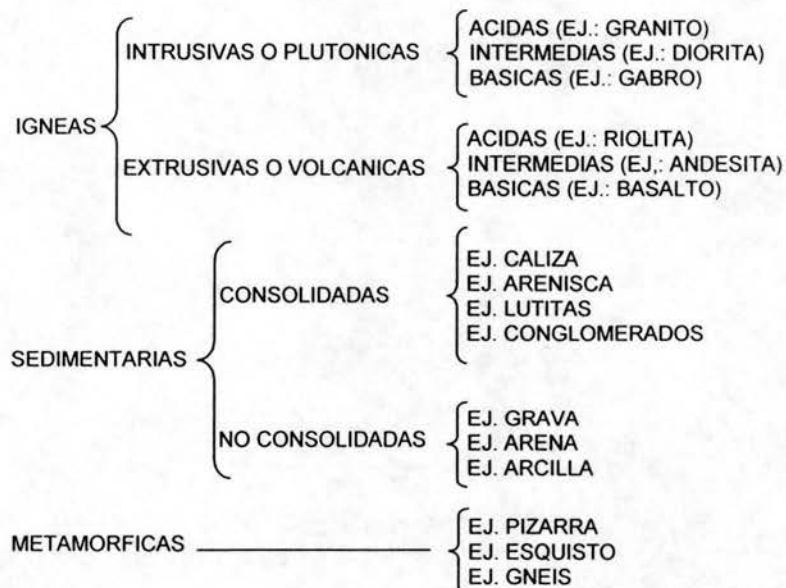 INTRUSIVAS O PLUTONICAS
ACIDAS (EJ.: GRANITO)
INTERMEDIAS (EJ.: DIORITA)
BASICAS (EJ.: GABRO)
IGNEAS
EXTRUSIVAS O VOLCANICAS
ACIDAS (EJ.: RIOLITA)
INTERMEDIAS (EJ,: ANDESITA)
BASICAS (EJ.: BASALTO)
SEDIMENTARIAS
CONSOLIDADAS
EJ. CALIZA
EJ. ARENISCA
EJ. LUTITAS
EJ. CONGLOMERADOS
NO CONSOLIDADAS
EJ. GRAVA
EJ. ARENA
EJ. ARCILLA
METAMORFICAS
EJ. PIZARRA
EJ. ESQUISTO
EJ. GNEIS